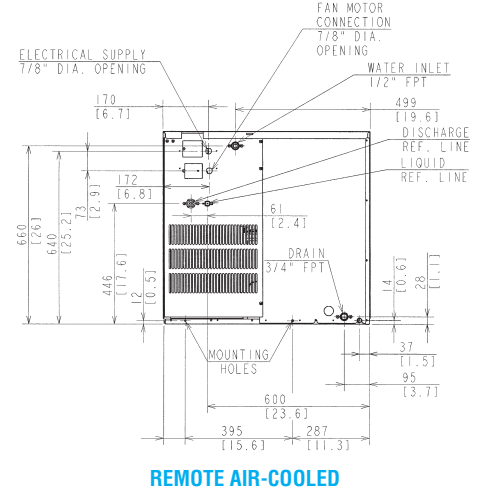 FAN MOTOR
CONNECTION
7/8" DIA.
OPENING
ELECTRICAL SUPPLY
7/8" DIA. OPENING
WATER INLET
1/2" FPT
170
[6.7]
499
[19.6]
DISCHARGE
REF. LINE
LIQUID
REF. LINE
172
[6.8]
61
[2.4]
660
[26]
640
[25.2]
73
[2.9]
446
[17.6]
12
[0.5]
DRAIN
3/4" FPT
14
[0.6]
28
[1.1]
MOUNTING
HOLES
37
[1.5]
95
[3.7]
600
[23.6]
395
[15.6]
287
[11.3]
REMOTE AIR-COOLED